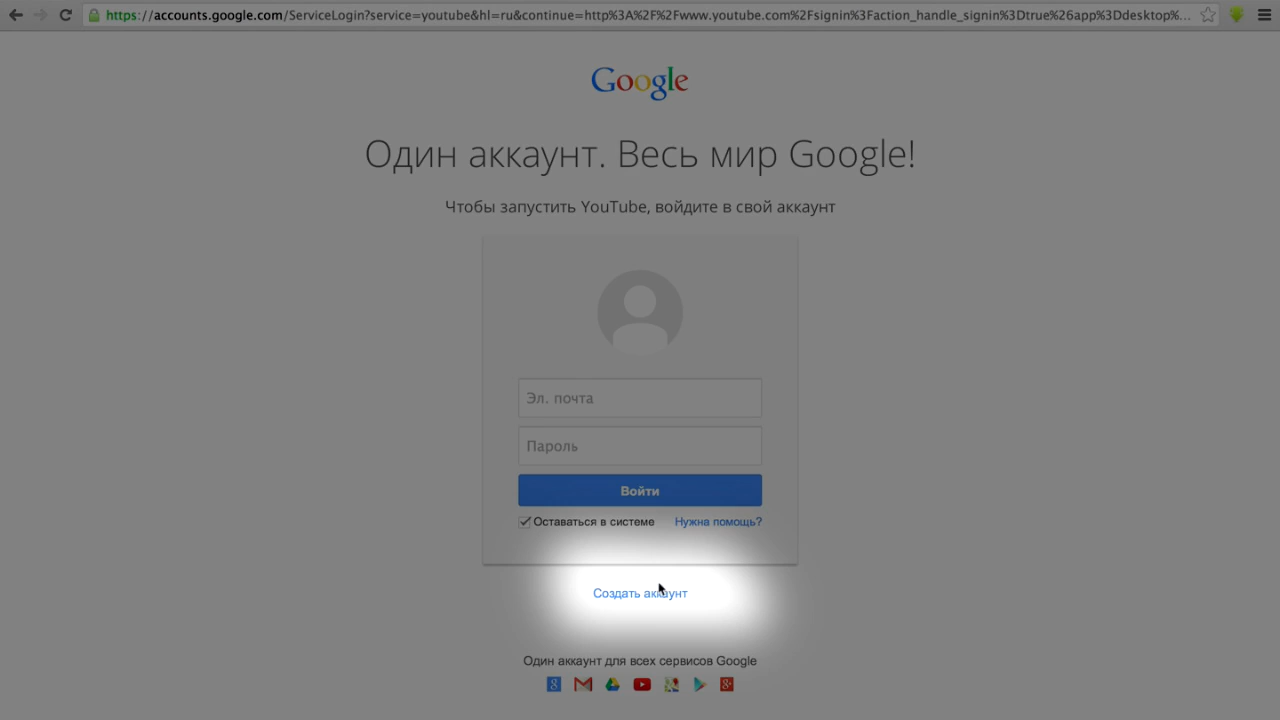 https://accounts.google.com/ServiceLogin?service=youtube&hl=ru&continue=http%3A%2F%2Fwww.youtube.com%2Fsignin%3Faction_handle_signin%3Dtrue%26app%3Ddesktop%...
Google
Один аккаунт. Весь мир Google!
Чтобы запустить YouTube, войдите в свой аккаунт
Эл. почта
Пароль
Войти
Оставаться в системе Нужна помощь?
Создать аккаунт
Один аккаунт для всех сервисов Google